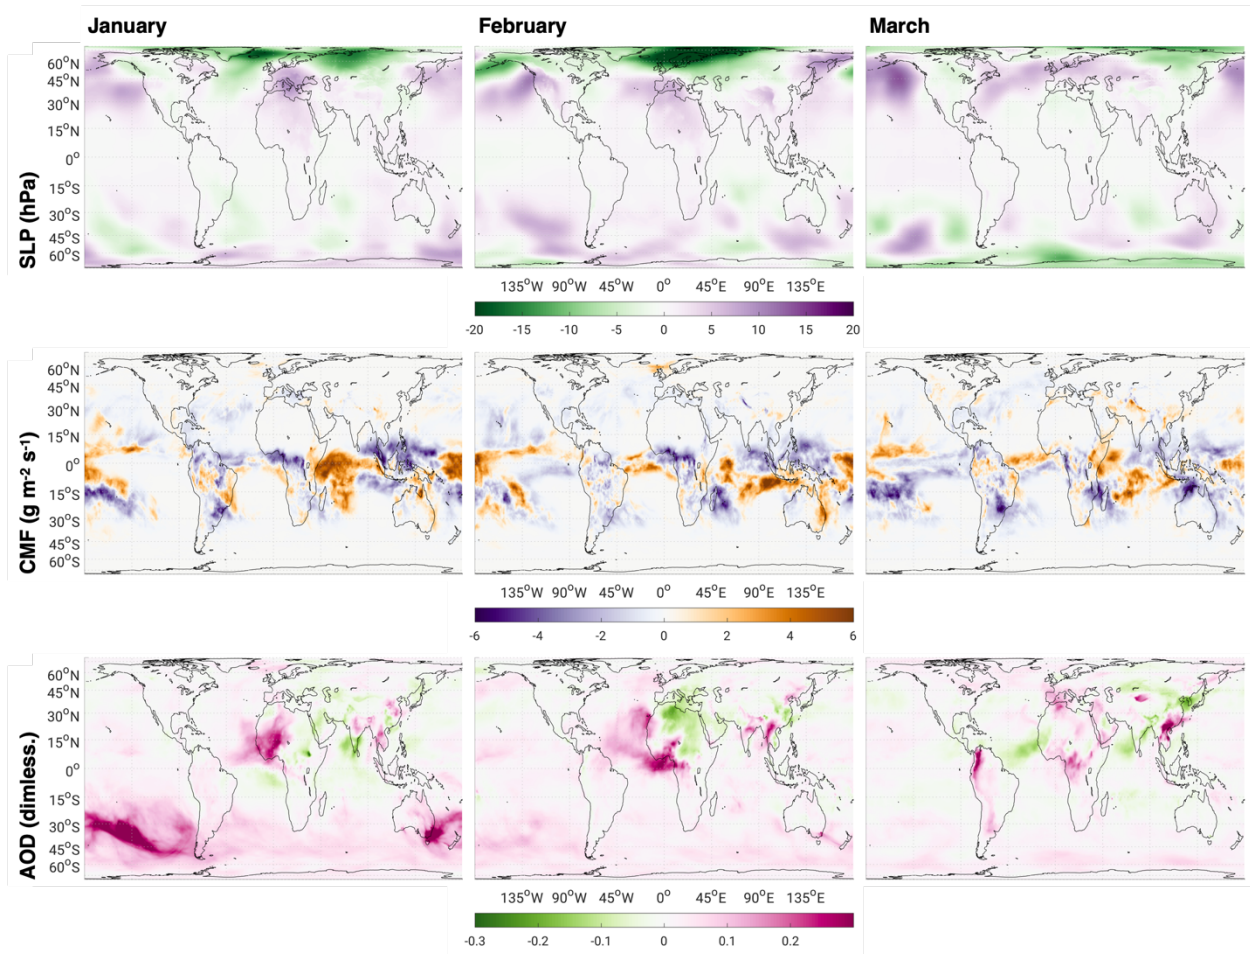 January February March
SLP (hPa)
60°N
45°N
30°N
15°N
0°
15°S
30°S
45°S
60°S
135°W 90°W 45°W 0° 45°E 90°E 135°E
-20 -15 -10 -5 0 5 10 15 20
CMF (g m⁻² s⁻¹)
60°N
45°N
30°N
15°N
0°
15°S
30°S
45°S
60°S
135°W 90°W 45°W 0° 45°E 90°E 135°E
-6 -4 -2 0 2 4 6
AOD (dimless.)
60°N
45°N
30°N
15°N
0°
15°S
30°S
45°S
60°S
135°W 90°W 45°W 0° 45°E 90°E 135°E
-0.3 -0.2 -0.1 0 0.1 0.2